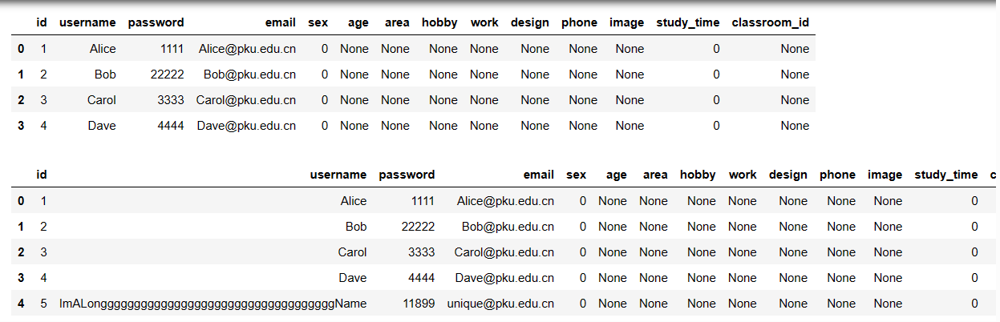 id username password email sex age area hobby work design phone image study_time classroom_id
0 1 Alice 1111 Alice@pku.edu.cn 0 None None None None None None None 0 None
1 2 Bob 22222 Bob@pku.edu.cn 0 None None None None None None None 0 None
2 3 Carol 3333 Carol@pku.edu.cn 0 None None None None None None None 0 None
3 4 Dave 4444 Dave@pku.edu.cn 0 None None None None None None None 0 None
id username password email sex age area hobby work design phone image study_time c
0 1 Alice 1111 Alice@pku.edu.cn 0 None None None None None None None 0
1 2 Bob 22222 Bob@pku.edu.cn 0 None None None None None None None 0
2 3 Carol 3333 Carol@pku.edu.cn 0 None None None None None None None 0
3 4 Dave 4444 Dave@pku.edu.cn 0 None None None None None None None 0
4 5 ImALongggggggggggggggggggggggggggggggggggName 11899 unique@pku.edu.cn 0 None None None None None None None 0